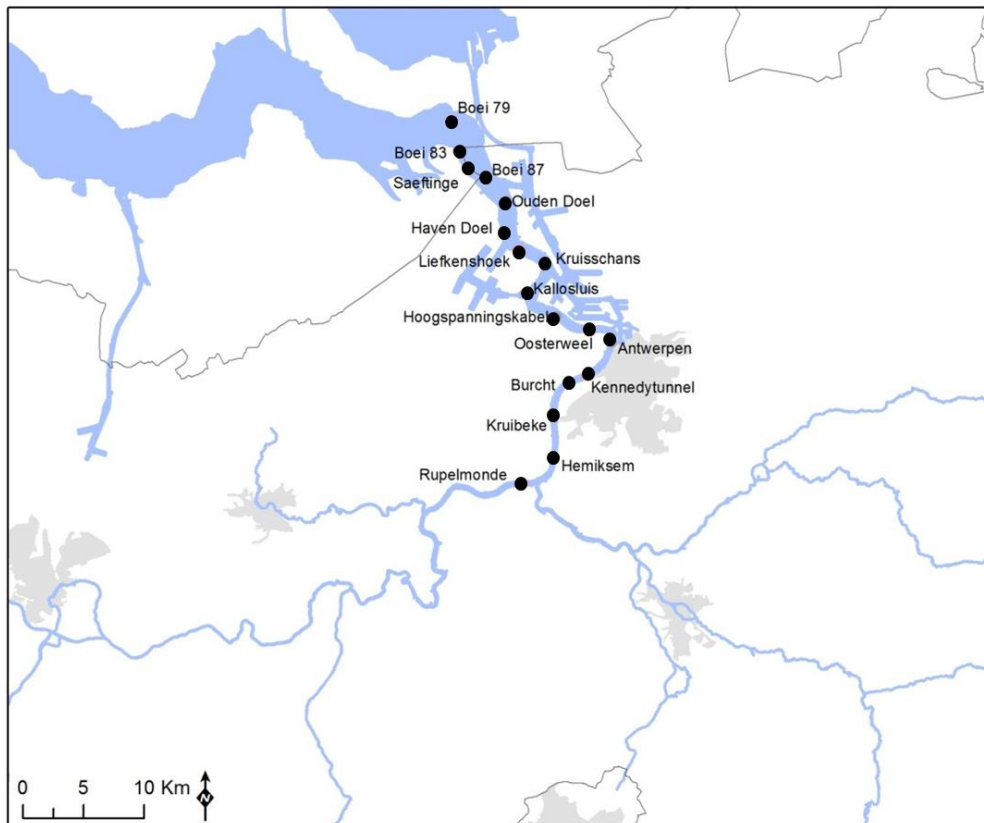 Boei 79
Boei 83
Boei 87
Saeftinge
Ouden Doel
Haven Doel
Liefkenshoek
Kruisschans
Kallosluis
Hoogspanningskabel
Oosterweel
Antwerpen
Burcht
Kennedytunnel
Kruibeke
Hemiksem
Rupelmonde
0 5 10 Km
N